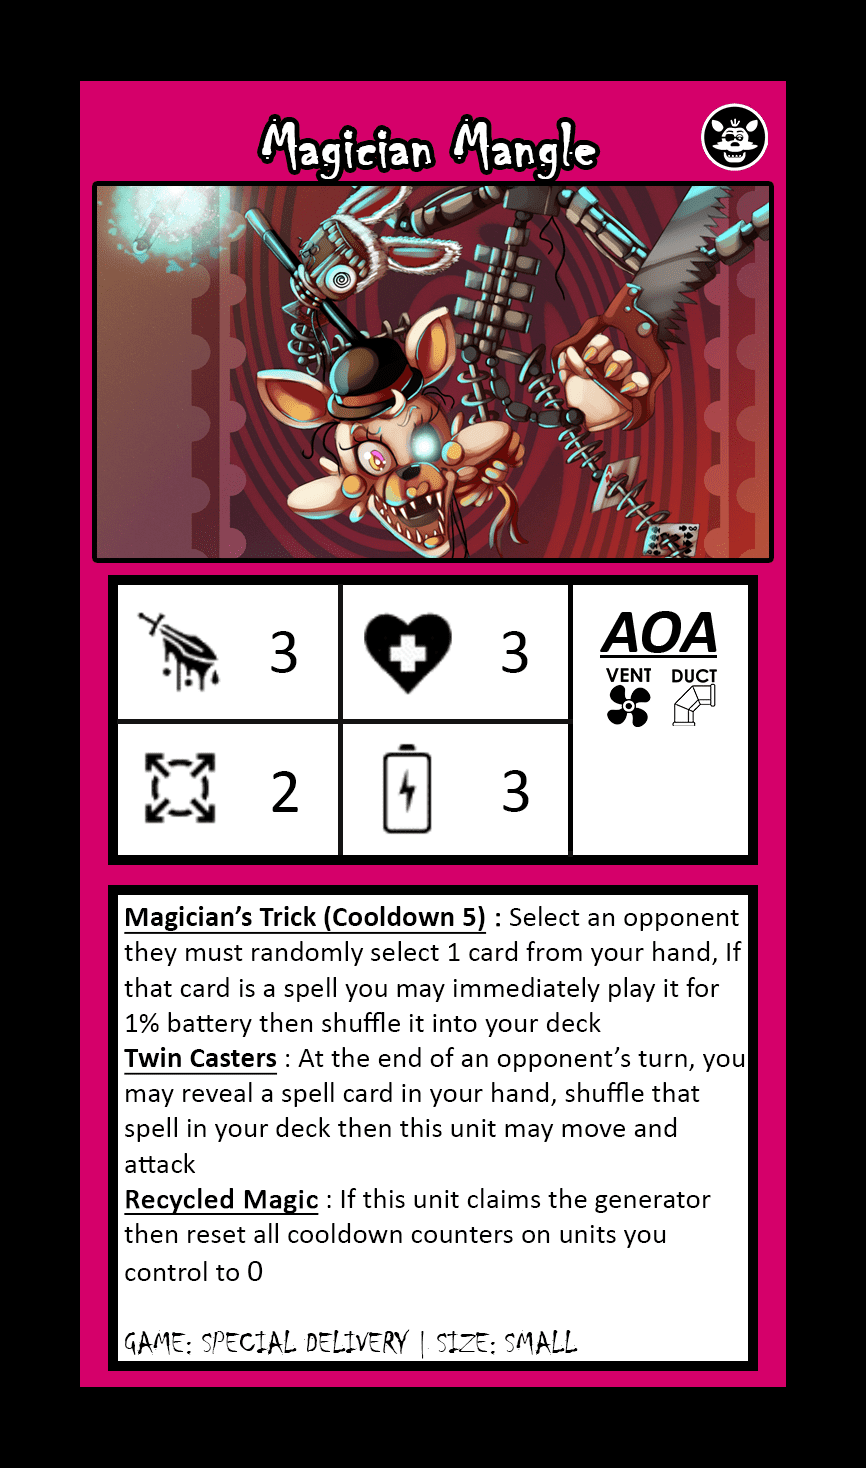 Magician Mangle
3
3
AOA
VENT DUCT
2
3
Magician’s Trick (Cooldown 5) : Select an opponent
they must randomly select 1 card from your hand, If
that card is a spell you may immediately play it for
1% battery then shuffle it into your deck
Twin Casters : At the end of an opponent’s turn, you
may reveal a spell card in your hand, shuffle that
spell in your deck then this unit may move and
attack
Recycled Magic : If this unit claims the generator
then reset all cooldown counters on units you
control to 0
GAME: SPECIAL DELIVERY | SIZE: SMALL